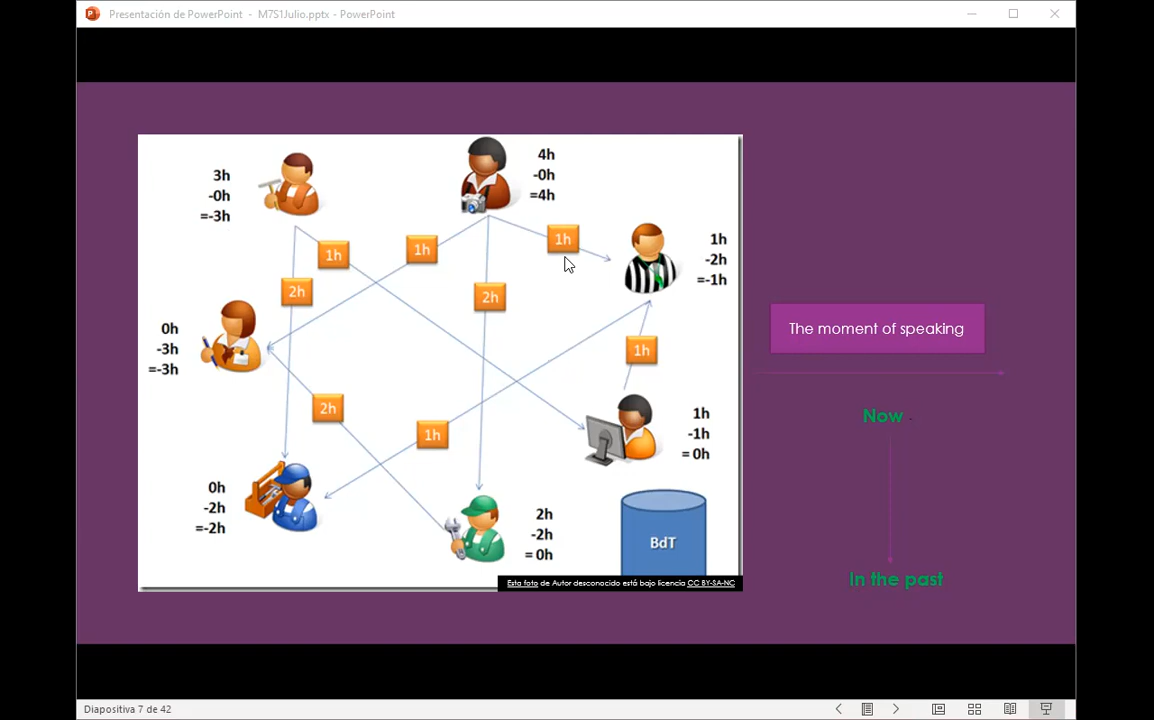 Presentación de PowerPoint - M7S1Julio.pptx - PowerPoint
3h
-0h
=-3h
4h
-0h
=4h
1h
-2h
=-1h
1h
1h
1h
2h
2h
0h
-3h
=-3h
1h
2h
1h
1h
-1h
= 0h
0h
-2h
=-2h
2h
-2h
= 0h
BdT
Esta foto de Autor desconocido está bajo licencia CC BY-SA-NC
The moment of speaking
Now -
In the past
Diapositiva 7 de 42